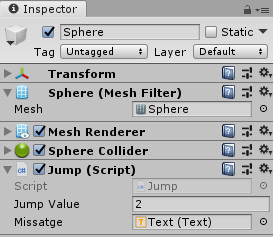 Inspector
Sphere Static
Tag Untagged Layer Default
Transform
Sphere (Mesh Filter)
Mesh Sphere
Mesh Renderer
Sphere Collider
Jump (Script)
Script Jump
Jump Value 2
Missatge Text (Text)